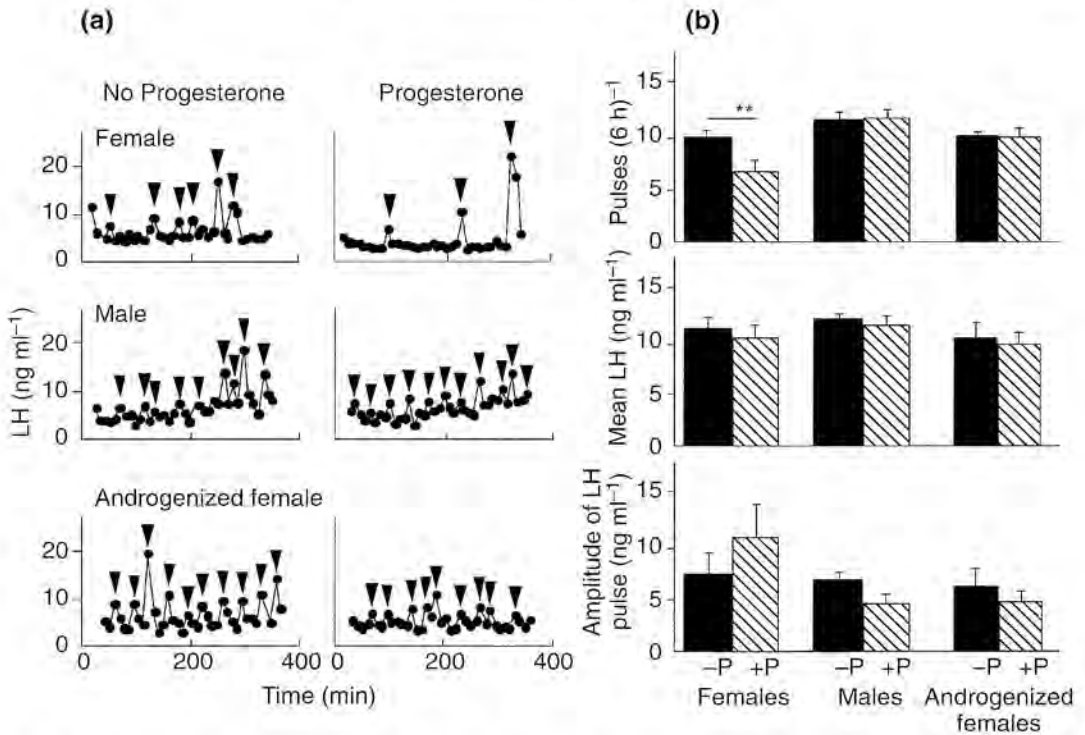 (a)
No Progesterone
Progesterone
Female
20
10
0
Male
20
10
0
LH (ng ml⁻¹)
Androgenized female
20
10
0
0 200 400
0 200 400
Time (min)
(b)
Pulses (6 h)⁻¹
15
10
5
0
**
Mean LH (ng ml⁻¹)
15
10
5
0
Amplitude of LH
pulse (ng ml⁻¹)
15
10
5
0
–P +P –P +P –P +P
Females Males Androgenized
females